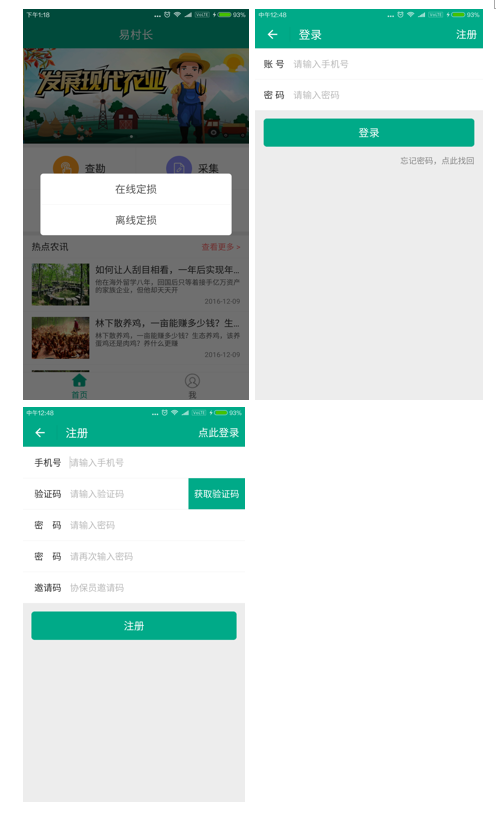 下午1:18
93%
易村长
发展现代农业
查勘
采集
在线定损
离线定损
热点农讯
查看更多>
如何让人刮目相看，一年后实现年...
他在海外留学八年，回国后只等着接手亿万资产
的家族企业，但他却天天开
2016-12-09
林下散养鸡，一亩能赚多少钱？生...
林下养鸡，一亩能赚多少钱？生态养鸡，该养
蛋鸡还是肉鸡？养什么更赚
2016-12-09
首页
我
中午12:48
93%
登录
注册
账 号 请输入手机号
密 码 请输入密码
登录
忘记密码，点此找回
中午12:48
93%
注册
点此登录
手机号 请输入手机号
验证码 请输入验证码 获取验证码
密 码 请输入密码
密 码 请再次输入密码
邀请码 协保员邀请码
注册